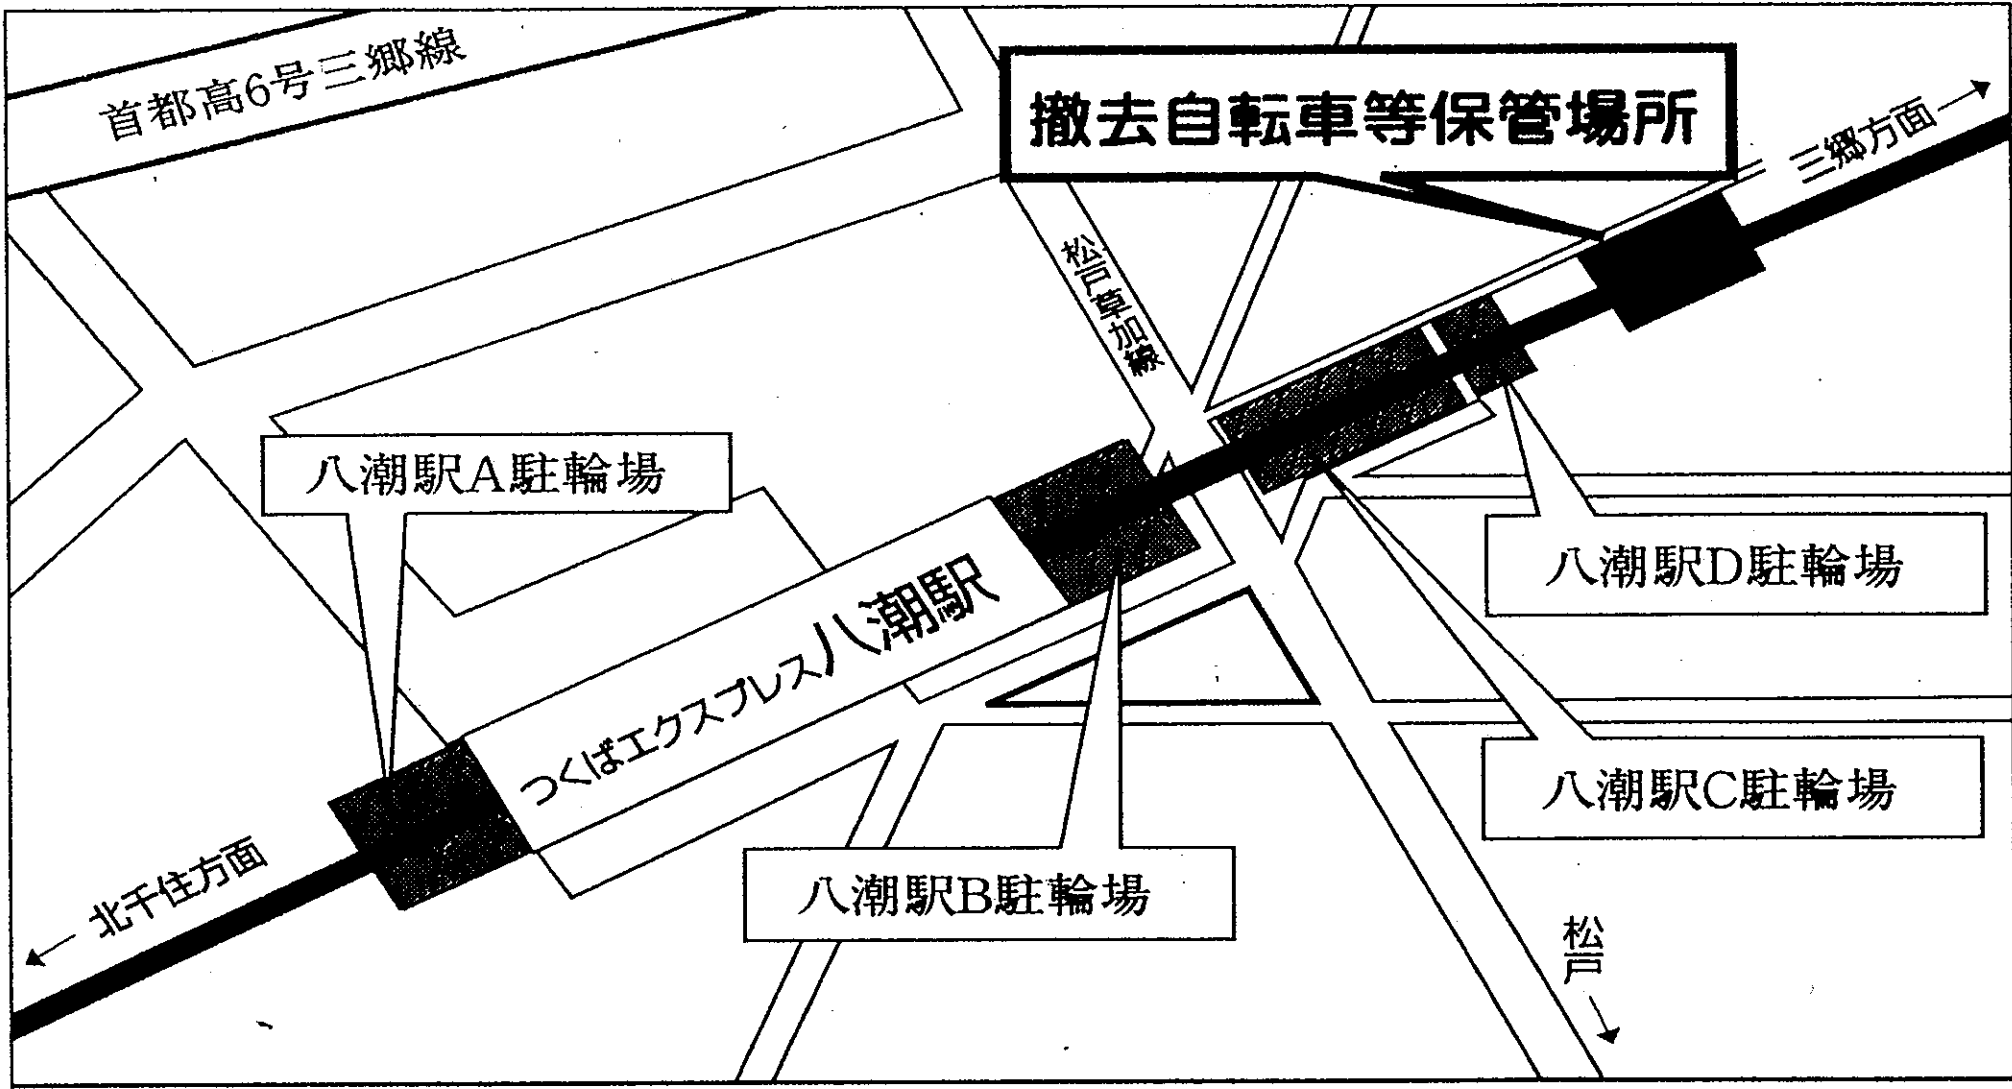 首都高6号三郷線
撤去自転車等保管場所
三郷方面→
松戸草加線
八潮駅A駐輪場
八潮駅D駐輪場
つくばエクスプレス八潮駅
八潮駅C駐輪場
八潮駅B駐輪場
←北千住方面
松戸→